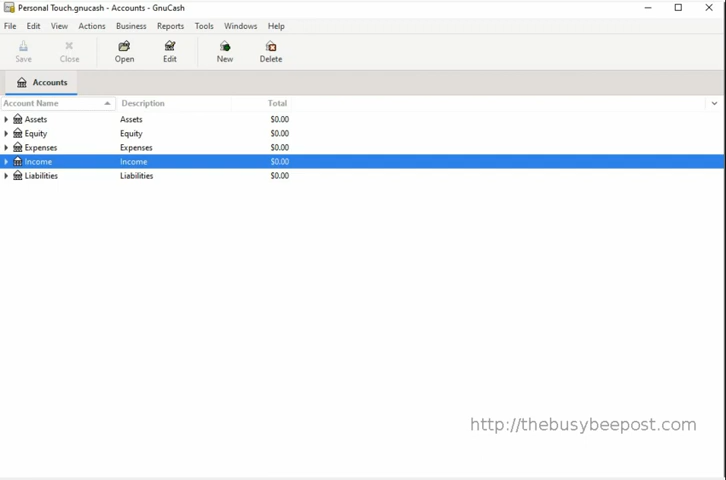 Personal Touch.gnucash - Accounts - GnuCash
File Edit View Actions Business Reports Tools Windows Help
Save Close Open Edit New Delete
Accounts
Account Name Description Total
Assets Assets $0.00
Equity Equity $0.00
Expenses Expenses $0.00
Income Income $0.00
Liabilities Liabilities $0.00
http://thebusybeepost.com